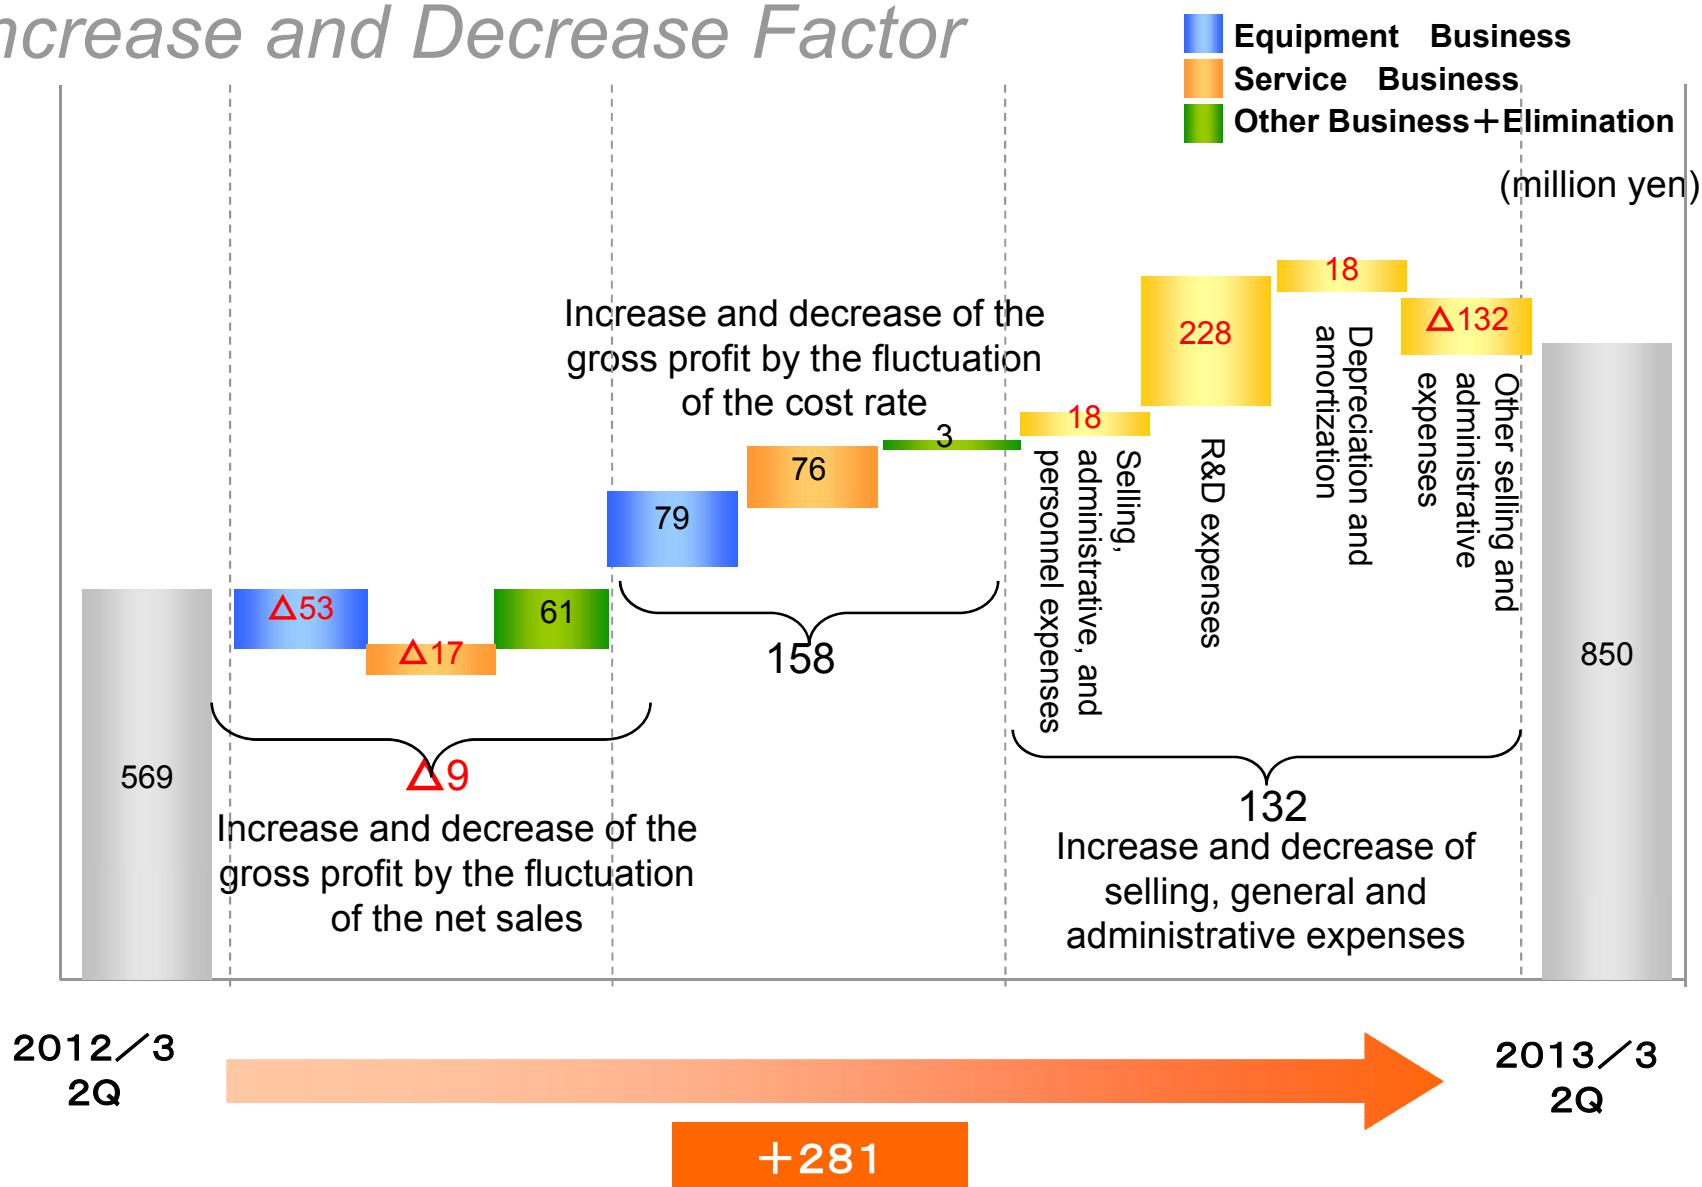 ncrease and Decrease Factor
Equipment Business
Service Business
Other Business＋Elimination
(million yen)
Increase and decrease of the
gross profit by the fluctuation
of the cost rate
18
228
18
△132
3
76
79
Selling,
administrative, and
personnel expenses
R&D expenses
Depreciation and
amortization
Other selling and
administrative
expenses
△53
△17
61
158
569
850
△9
Increase and decrease of the
gross profit by the fluctuation
of the net sales
132
Increase and decrease of
selling, general and
administrative expenses
2012／3
2Q
2013／3
2Q
＋281